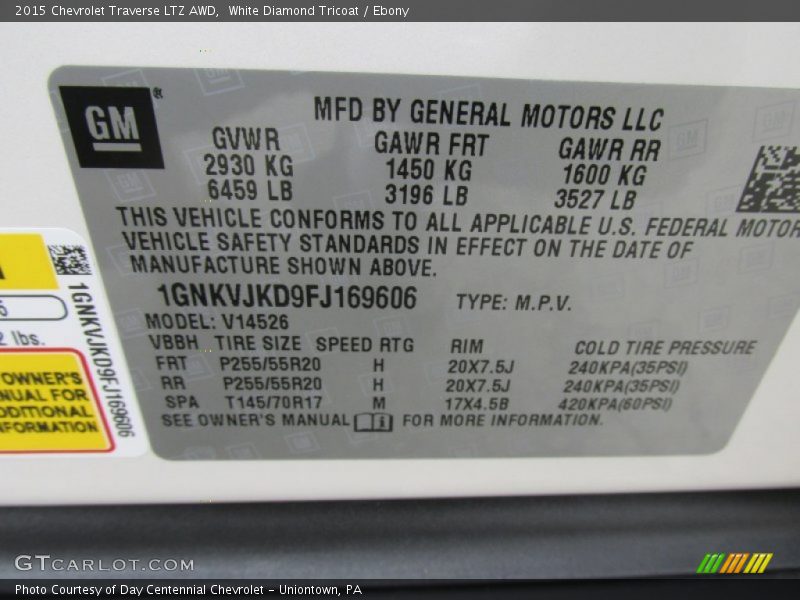 2015 Chevrolet Traverse LTZ AWD, White Diamond Tricoat / Ebony
GM ®
MFD BY GENERAL MOTORS LLC
GVWR GAWR FRT GAWR RR
2930 KG 1450 KG 1600 KG
6459 LB 3196 LB 3527 LB
THIS VEHICLE CONFORMS TO ALL APPLICABLE U.S. FEDERAL MOTOR
VEHICLE SAFETY STANDARDS IN EFFECT ON THE DATE OF
MANUFACTURE SHOWN ABOVE.
1GNKVJKD9FJ169606 TYPE: M.P.V.
MODEL: V14526
VBBH TIRE SIZE SPEED RTG RIM COLD TIRE PRESSURE
FRT P255/55R20 H 20X7.5J 240KPA(35PSI)
RR P255/55R20 H 20X7.5J 240KPA(35PSI)
SPA T145/70R17 M 17X4.5B 420KPA(60PSI)
SEE OWNER'S MANUAL FOR MORE INFORMATION.
1GNKVJKD9FJ169606
lbs.
OWNER'S
NUAL FOR
DDITIONAL
FORMATION
GTCARLOT.COM
Photo Courtesy of Day Centennial Chevrolet - Uniontown, PA